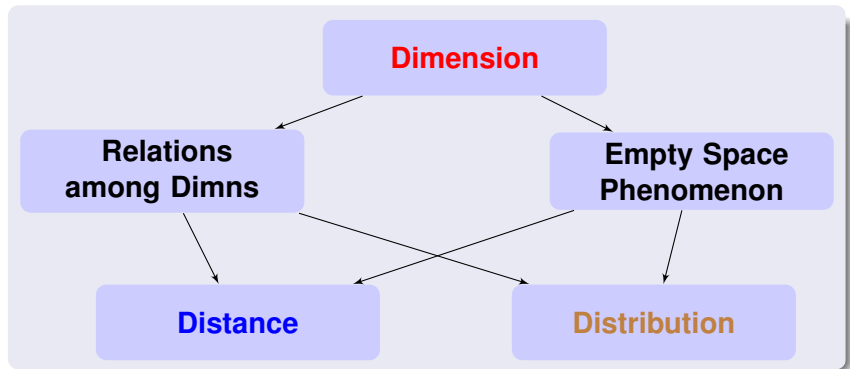 Dimension
Relations
among Dimns
Empty Space
Phenomenon
Distance
Distribution